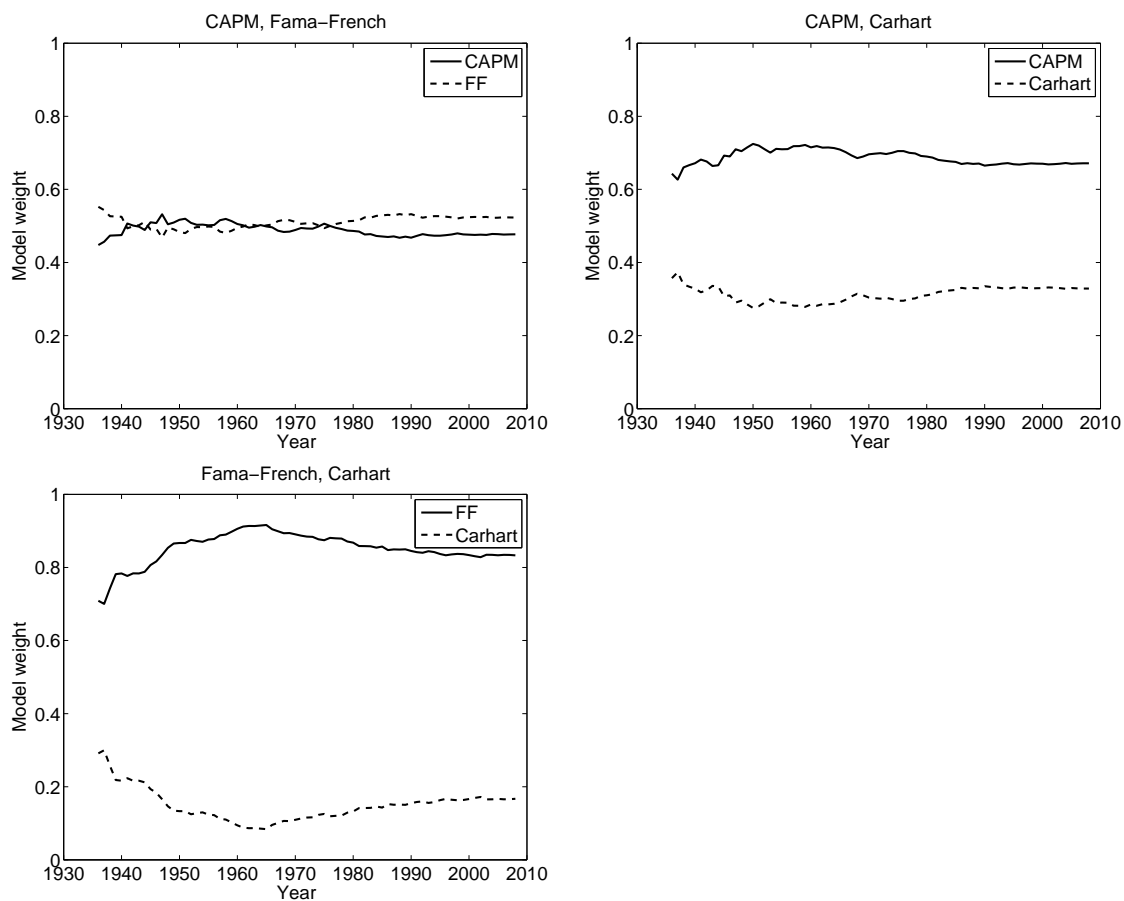 CAPM, Fama−French
1
0.8
0.6
0.4
0.2
0
Model weight
1930 1940 1950 1960 1970 1980 1990 2000 2010
Year
CAPM
FF
CAPM, Carhart
1
0.8
0.6
0.4
0.2
0
Model weight
1930 1940 1950 1960 1970 1980 1990 2000 2010
Year
CAPM
Carhart
Fama−French, Carhart
1
0.8
0.6
0.4
0.2
0
Model weight
1930 1940 1950 1960 1970 1980 1990 2000 2010
Year
FF
Carhart